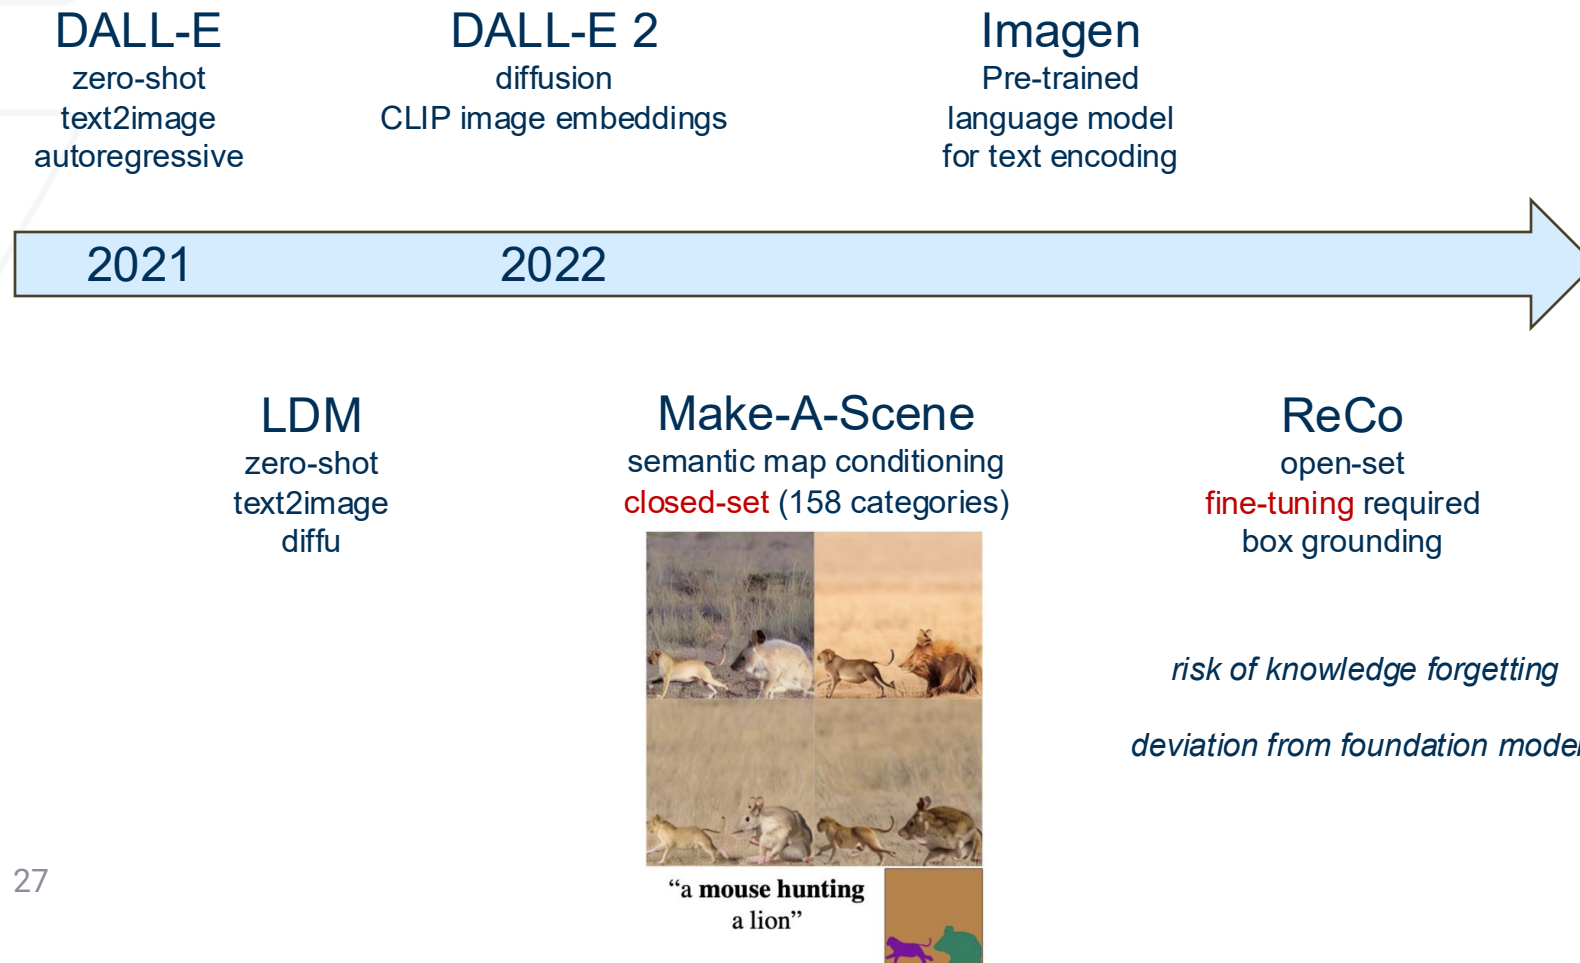 DALL-E
zero-shot
text2image
autoregressive
DALL-E 2
diffusion
CLIP image embeddings
Imagen
Pre-trained
language model
for text encoding
2021
2022
LDM
zero-shot
text2image
diffu
Make-A-Scene
semantic map conditioning
closed-set (158 categories)
“a mouse hunting
a lion”
ReCo
open-set
fine-tuning required
box grounding
risk of knowledge forgetting
deviation from foundation model
27